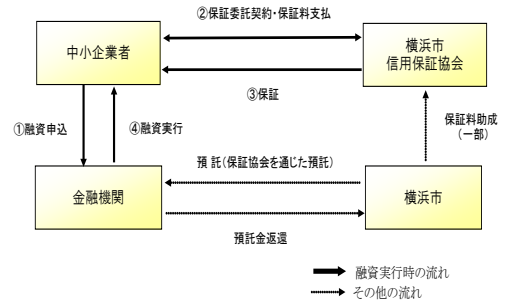 ②保証委託契約・保証料支払
中小企業者
横浜市
信用保証協会
③保証
①融資申込
④融資実行
保証料助成
（一部）
預 託（保証協会を通じた預託）
金融機関
横浜市
預託金返還
融資実行時の流れ
その他の流れ